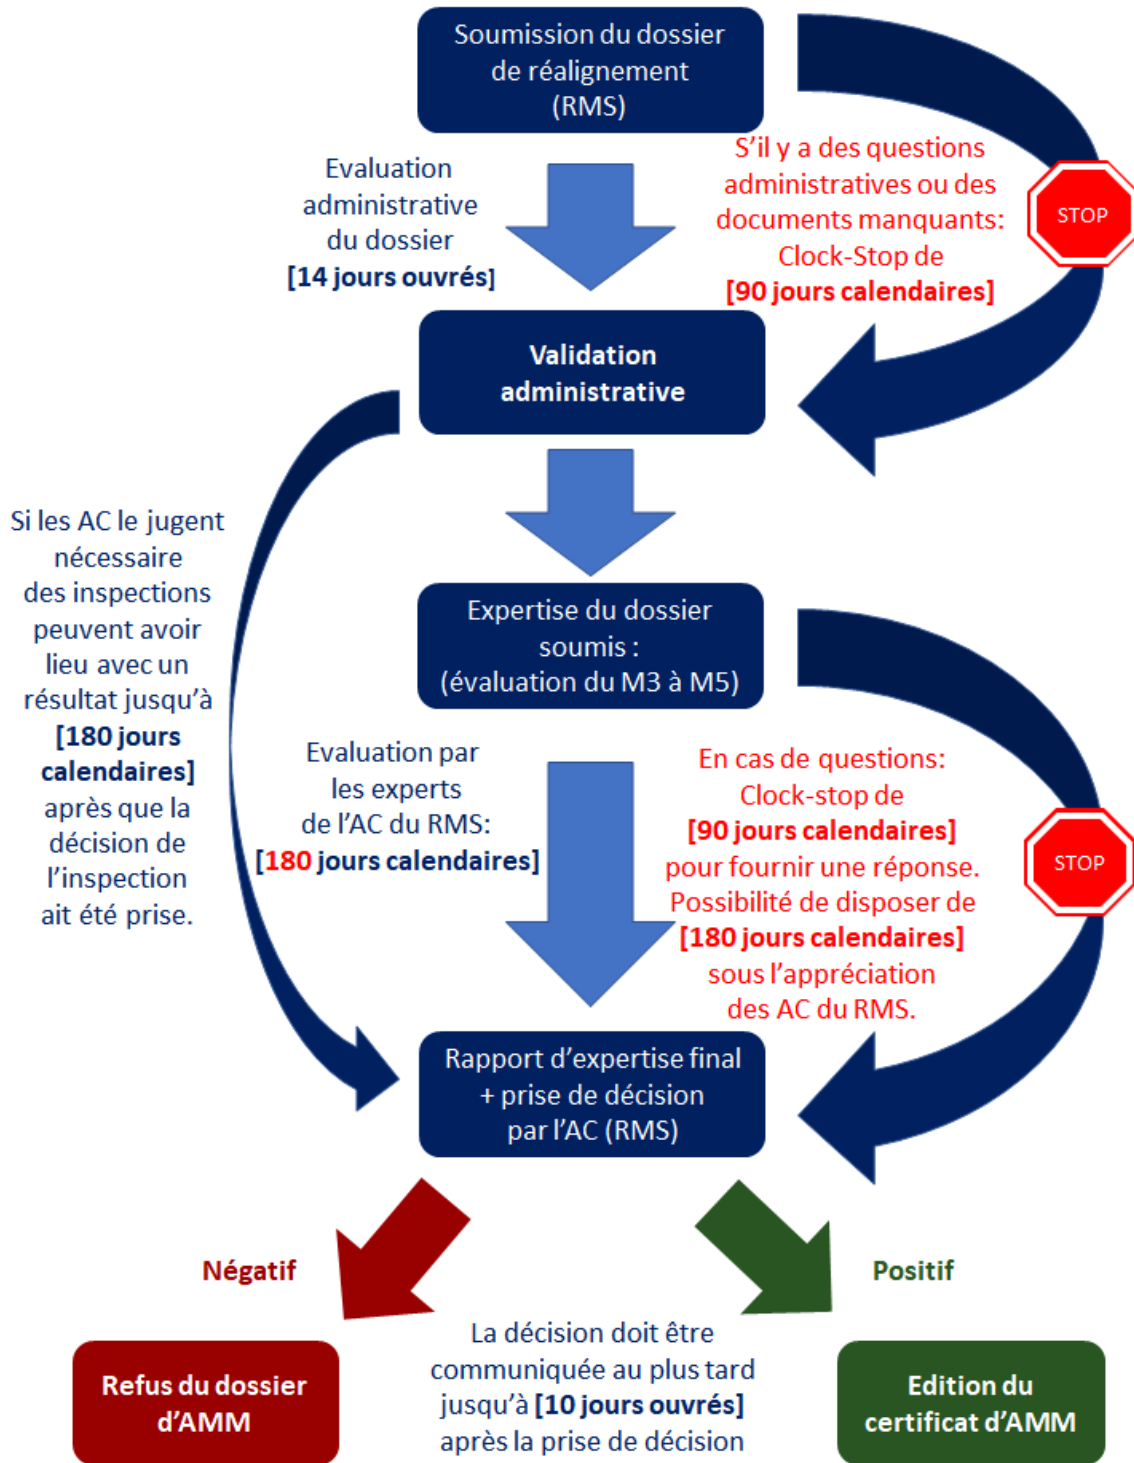 Soumission du dossier
de réalignement
(RMS)
Evaluation
administrative
du dossier
[14 jours ouvrés]
S’il y a des questions
administratives ou des
documents manquants:
Clock-Stop de
[90 jours calendaires]
STOP
Validation
administrative
Si les AC le jugent
nécessaire
des inspections
peuvent avoir
lieu avec un
résultat jusqu’à
[180 jours
calendaires]
après que la
décision de
l’inspection
ait été prise.
Expertise du dossier
soumis :
(évaluation du M3 à M5)
Evaluation par
les experts
de l’AC du RMS:
[180 jours calendaires]
En cas de questions:
Clock-stop de
[90 jours calendaires]
pour fournir une réponse.
Possibilité de disposer de
[180 jours calendaires]
sous l’appréciation
des AC du RMS.
STOP
Rapport d’expertise final
+ prise de décision
par l’AC (RMS)
Négatif
Positif
Refus du dossier
d’AMM
La décision doit être
communiquée au plus tard
jusqu’à [10 jours ouvrés]
après la prise de décision
Edition du
certificat d’AMM